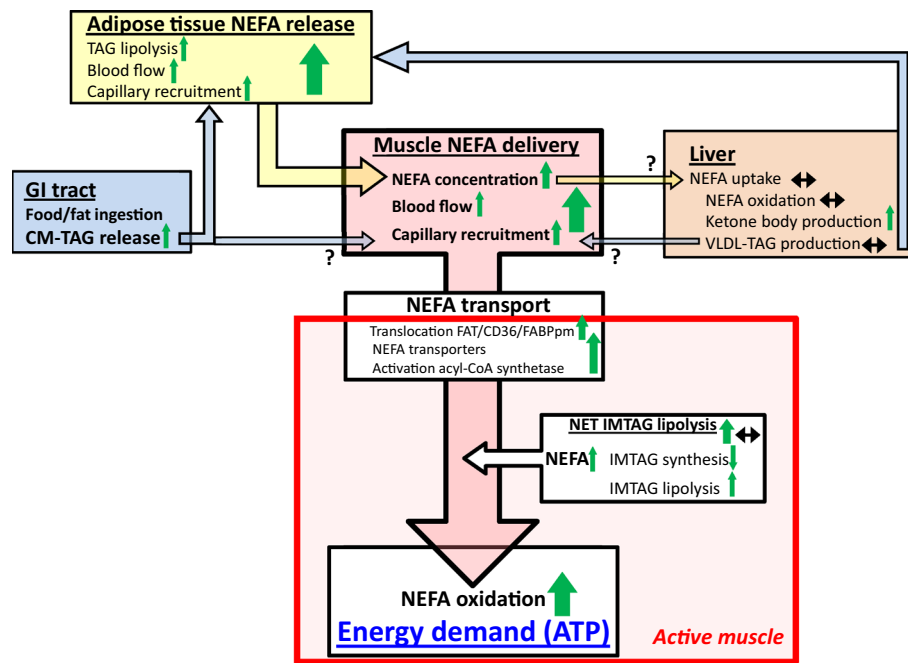 Adipose tissue NEFA release
TAG lipolysis
Blood flow
Capillary recruitment
Muscle NEFA delivery
NEFA concentration
Blood flow
Capillary recruitment
?
Liver
NEFA uptake
NEFA oxidation
Ketone body production
VLDL-TAG production
GI tract
Food/fat ingestion
CM-TAG release
?
?
NEFA transport
Translocation FAT/CD36/FABPpm
NEFA transporters
Activation acyl-CoA synthetase
NET IMTAG lipolysis
NEFA
IMTAG synthesis
IMTAG lipolysis
NEFA oxidation
Energy demand (ATP)
Active muscle